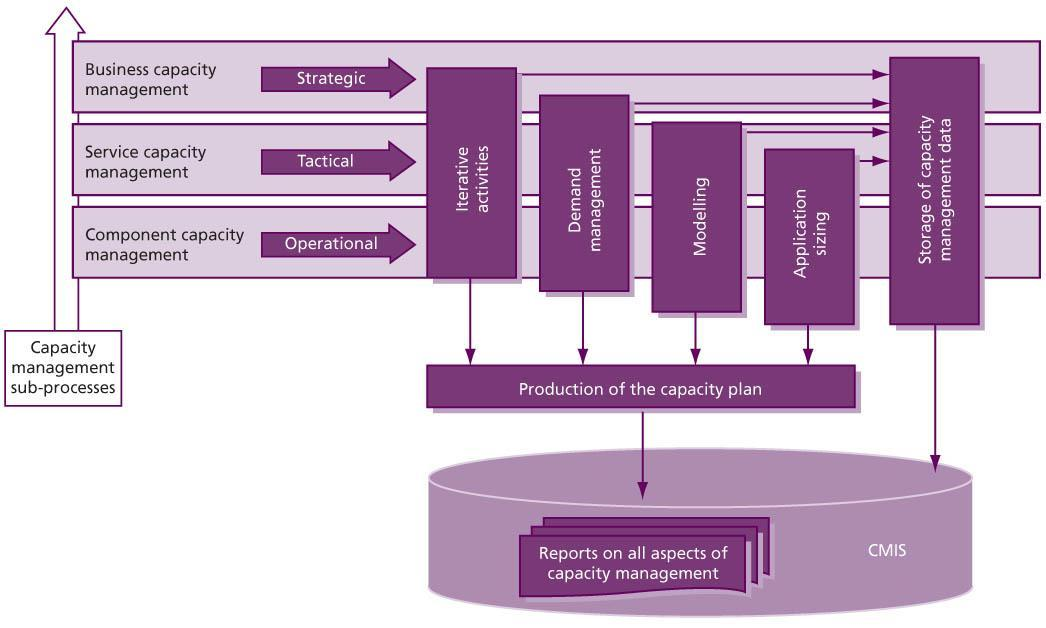 Business capacity
management
Strategic
Service capacity
management
Tactical
Component capacity
management
Operational
Iterative
activities
Demand
management
Modelling
Application
sizing
Storage of capacity
management data
Capacity
management
sub-processes
Production of the capacity plan
Reports on all aspects of
capacity management
CMIS